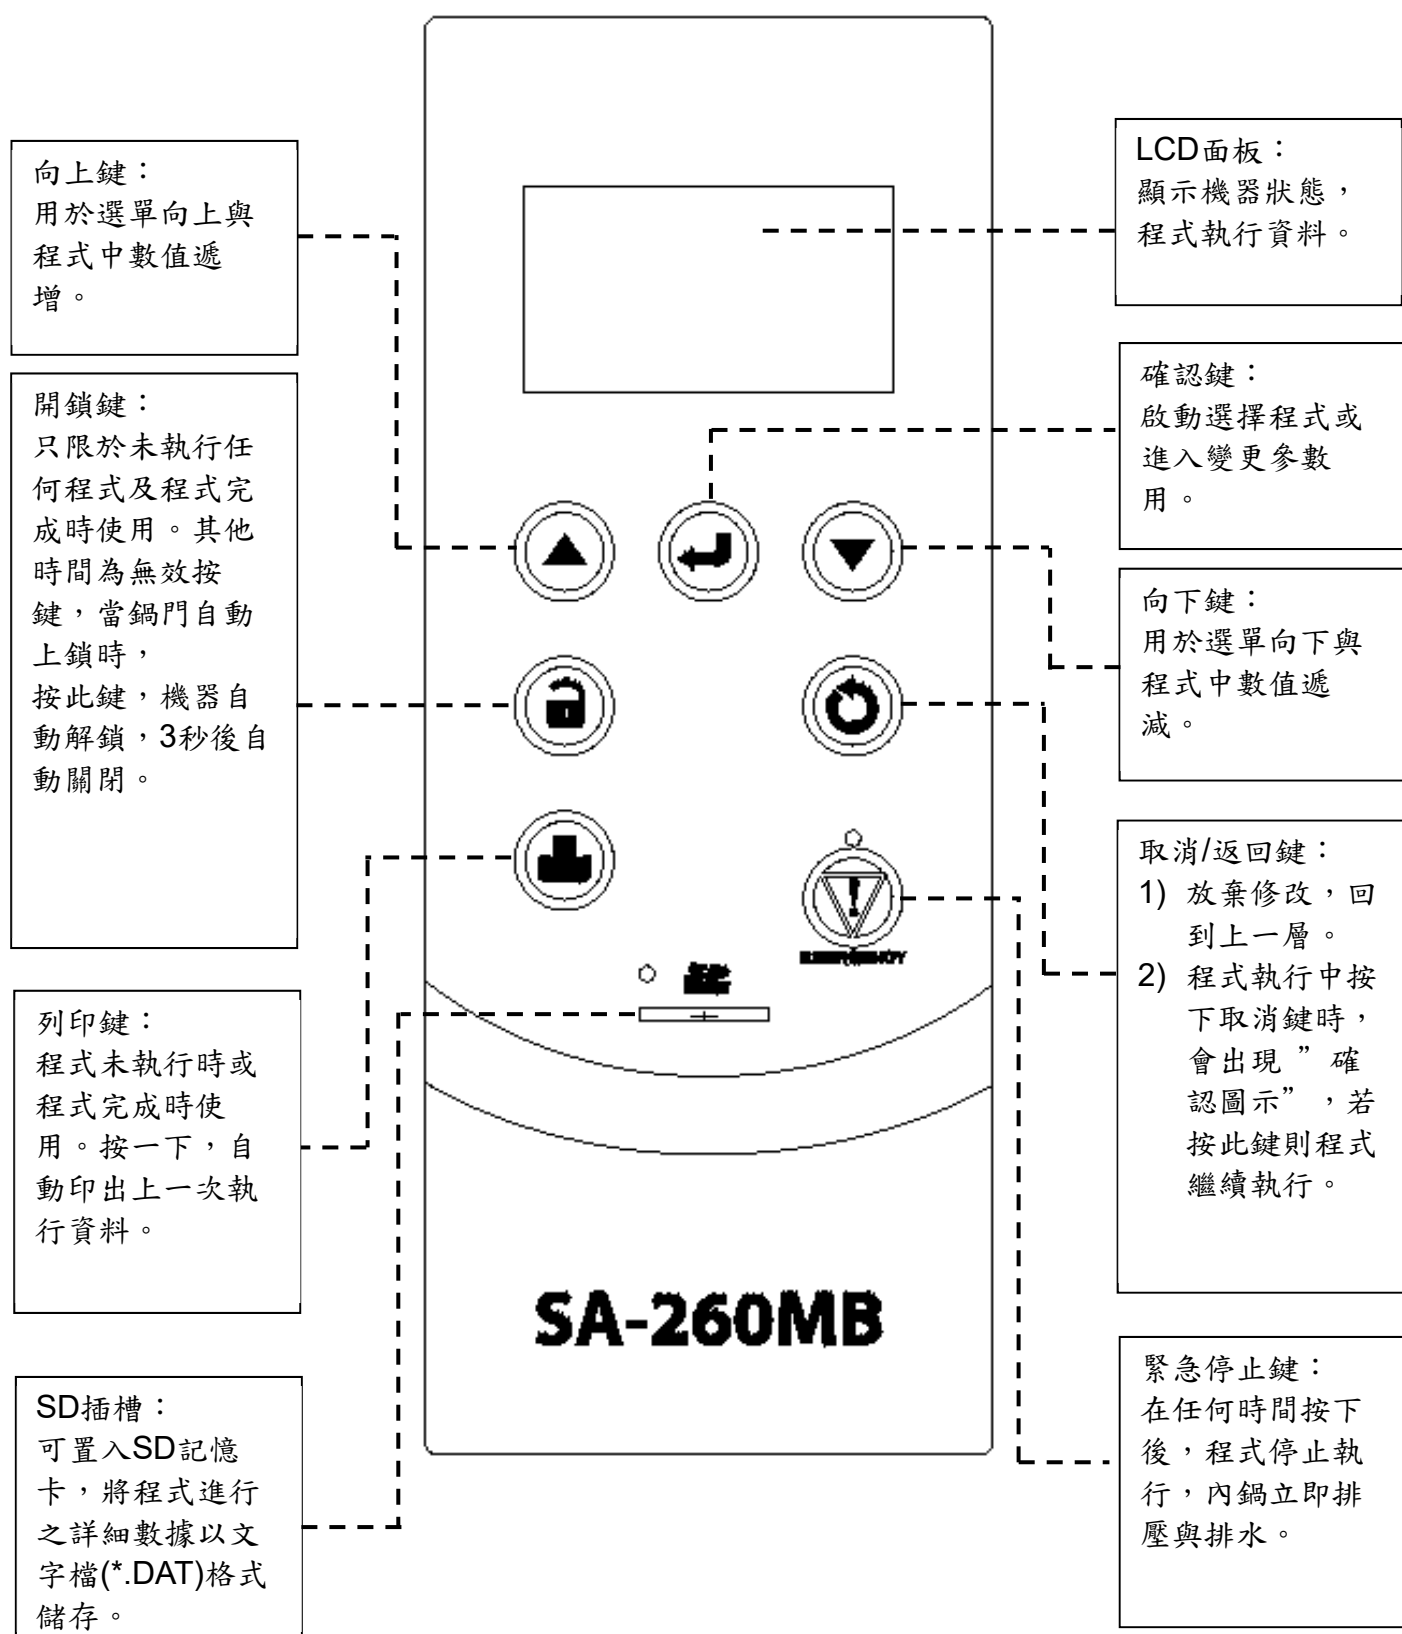 向上鍵：
用於選單向上與
程式中數值遞
增。
開鎖鍵：
只限於未執行任
何程式及程式完
成時使用。其他
時間為無效按
鍵，當鍋門自動
上鎖時，
按此鍵，機器自
動解鎖，3秒後自
動關閉。
列印鍵：
程式未執行時或
程式完成時使
用。按一下，自
動印出上一次執
行資料。
SD插槽：
可置入SD記憶
卡，將程式進行
之詳細數據以文
字檔(*.DAT)格式
儲存。
EMERGENCY
SA-260MB
LCD面板：
顯示機器狀態，
程式執行資料。
確認鍵：
啟動選擇程式或
進入變更參數
用。
向下鍵：
用於選單向下與
程式中數值遞
減。
取消/返回鍵：
1) 放棄修改，回
到上一層。
2) 程式執行中按
下取消鍵時，
會出現 ”確
認圖示” ，若
按此鍵則程式
繼續執行。
緊急停止鍵：
在任何時間按下
後，程式停止執
行，內鍋立即排
壓與排水。